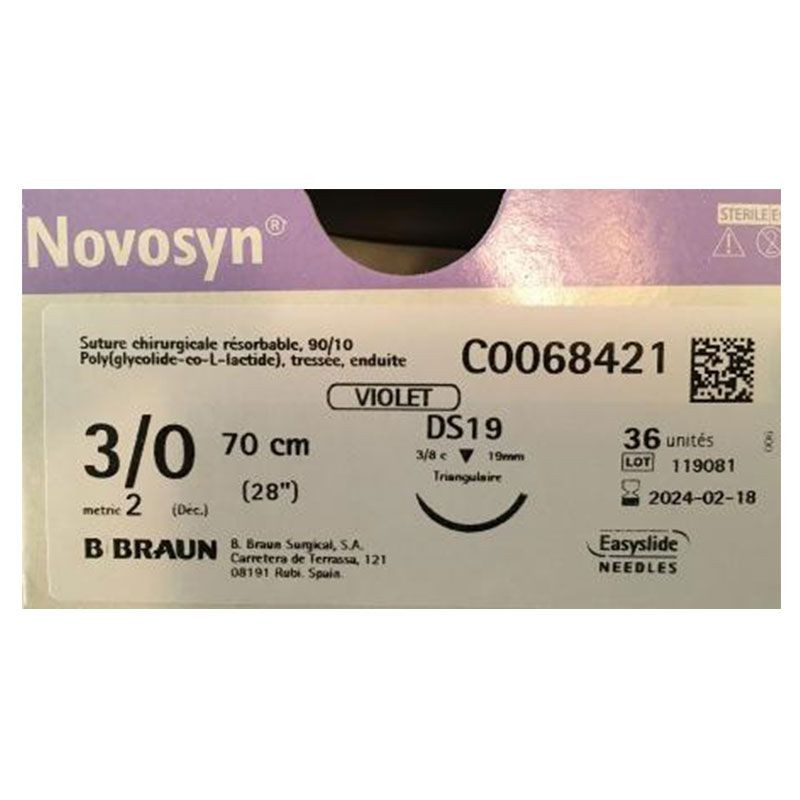 Novosyn®
STERILE
Suture chirurgicale résorbable, 90/10
Poly(glycolide-co-L-lactide), tressée, enduite
C0068421
VIOLET
3/0 70 cm
(28")
metric 2 (Déc.)
DS19
3/8 c ▼ 19mm
Triangulaire
36 unités
LOT 119081
2024-02-18
B BRAUN
B. Braun Surgical, S.A.
Carretera de Terrassa, 121
08191 Rubi. Spain.
Easyslide
NEEDLES